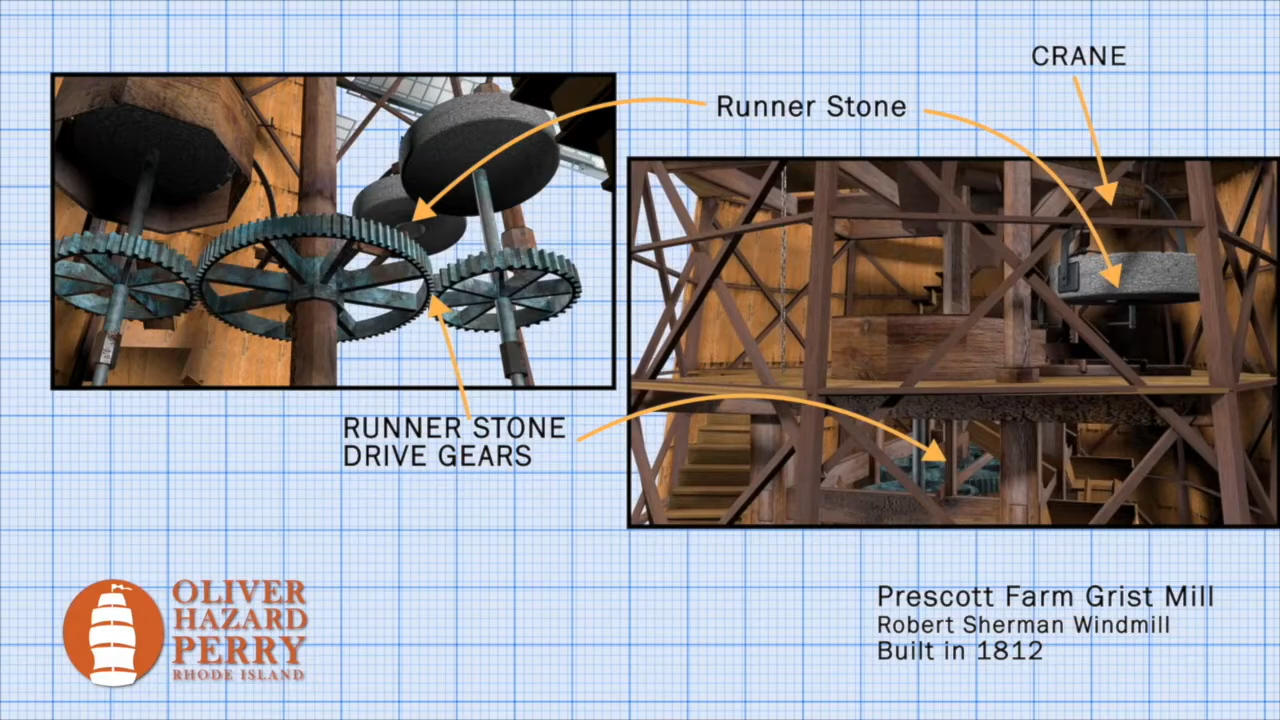 CRANE
Runner Stone
RUNNER STONE
DRIVE GEARS
OLIVER
HAZARD
PERRY
RHODE ISLAND
Prescott Farm Grist Mill
Robert Sherman Windmill
Built in 1812